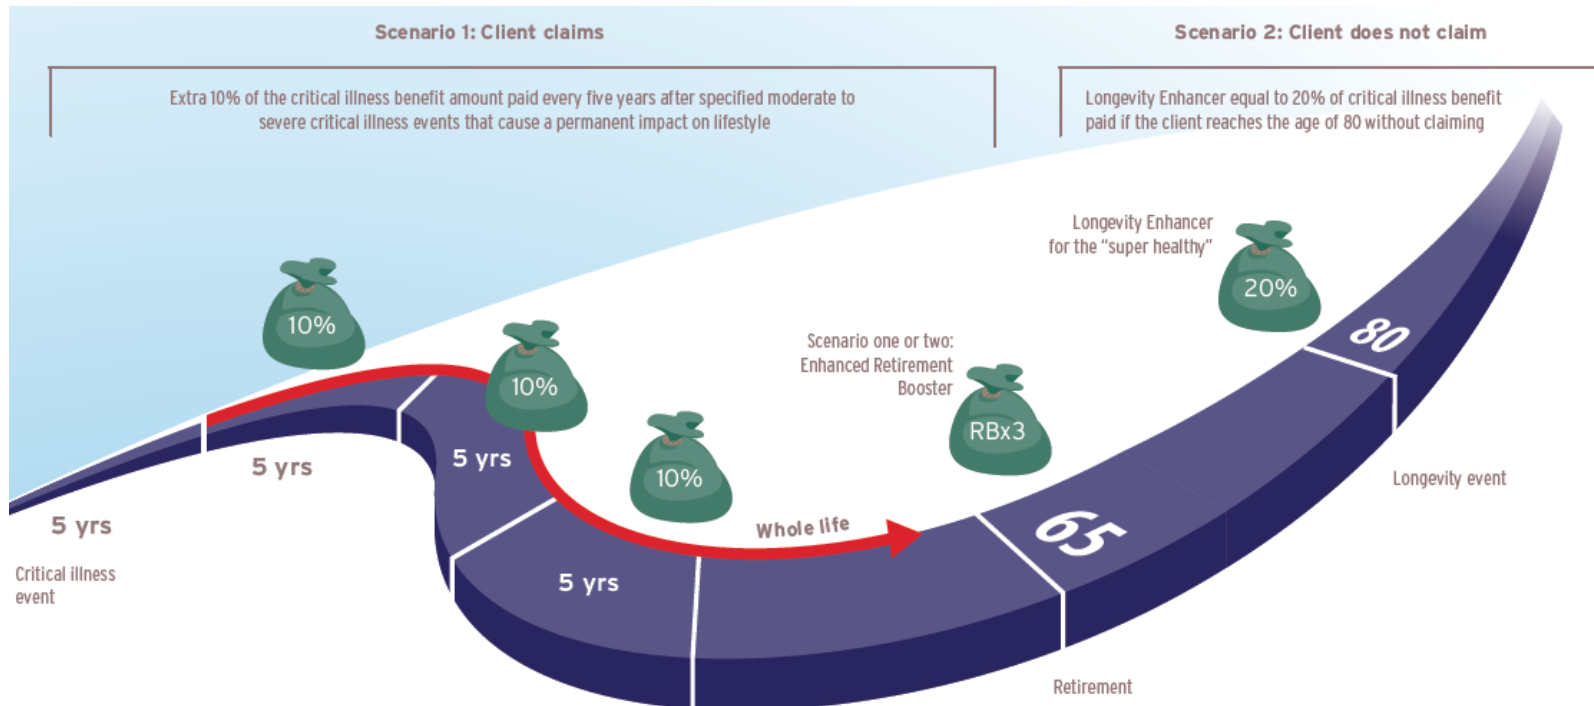 Scenario 1: Client claims
Extra 10% of the critical illness benefit amount paid every five years after specified moderate to
severe critical illness events that cause a permanent impact on lifestyle
Scenario 2: Client does not claim
Longevity Enhancer equal to 20% of critical illness benefit
paid if the client reaches the age of 80 without claiming
Longevity Enhancer
for the “super healthy”
20%
10%
80
Scenario one or two:
Enhanced Retirement
Booster
10%
RBx3
5 yrs
5 yrs
10%
Longevity event
5 yrs
Whole life
65
Critical illness
event
5 yrs
Retirement